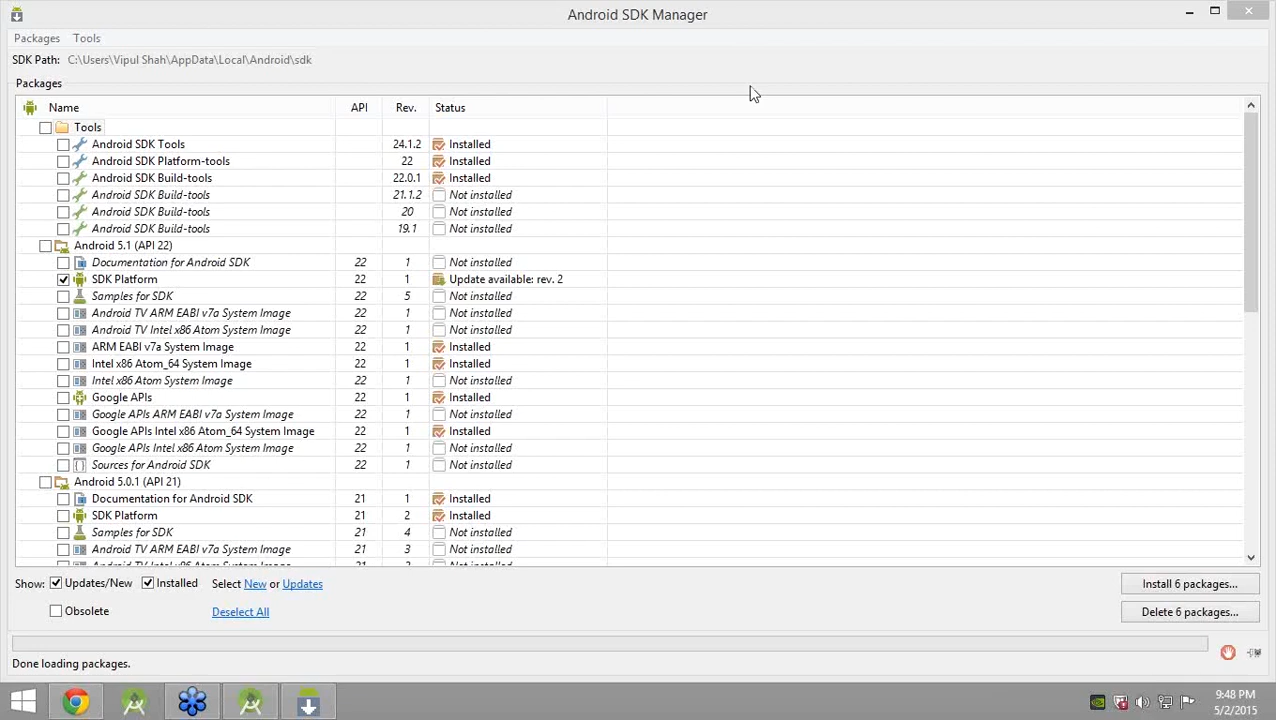 Android SDK Manager
Packages Tools
SDK Path: C:\Users\Vipul Shah\AppData\Local\Android\sdk
Packages
Name API Rev. Status
Tools
Android SDK Tools 24.1.2 Installed
Android SDK Platform-tools 22 Installed
Android SDK Build-tools 22.0.1 Installed
Android SDK Build-tools 21.1.2 Not installed
Android SDK Build-tools 20 Not installed
Android SDK Build-tools 19.1 Not installed
Android 5.1 (API 22)
Documentation for Android SDK 22 1 Not installed
SDK Platform 22 1 Update available: rev. 2
Samples for SDK 22 5 Not installed
Android TV ARM EABI v7a System Image 22 1 Not installed
Android TV Intel x86 Atom System Image 22 1 Not installed
ARM EABI v7a System Image 22 1 Installed
Intel x86 Atom_64 System Image 22 1 Installed
Intel x86 Atom System Image 22 1 Not installed
Google APIs 22 1 Installed
Google APIs ARM EABI v7a System Image 22 1 Not installed
Google APIs Intel x86 Atom_64 System Image 22 1 Installed
Google APIs Intel x86 Atom System Image 22 1 Not installed
Sources for Android SDK 22 1 Not installed
Android 5.0.1 (API 21)
Documentation for Android SDK 21 1 Installed
SDK Platform 21 2 Installed
Samples for SDK 21 4 Not installed
Android TV ARM EABI v7a System Image 21 3 Not installed
Android TV Intel x86 Atom System Image 21 3 Not installed
Show: Updates/New Installed Select New or Updates Install 6 packages...
Obsolete Deselect All Delete 6 packages...
Done loading packages.
9:48 PM
5/2/2015